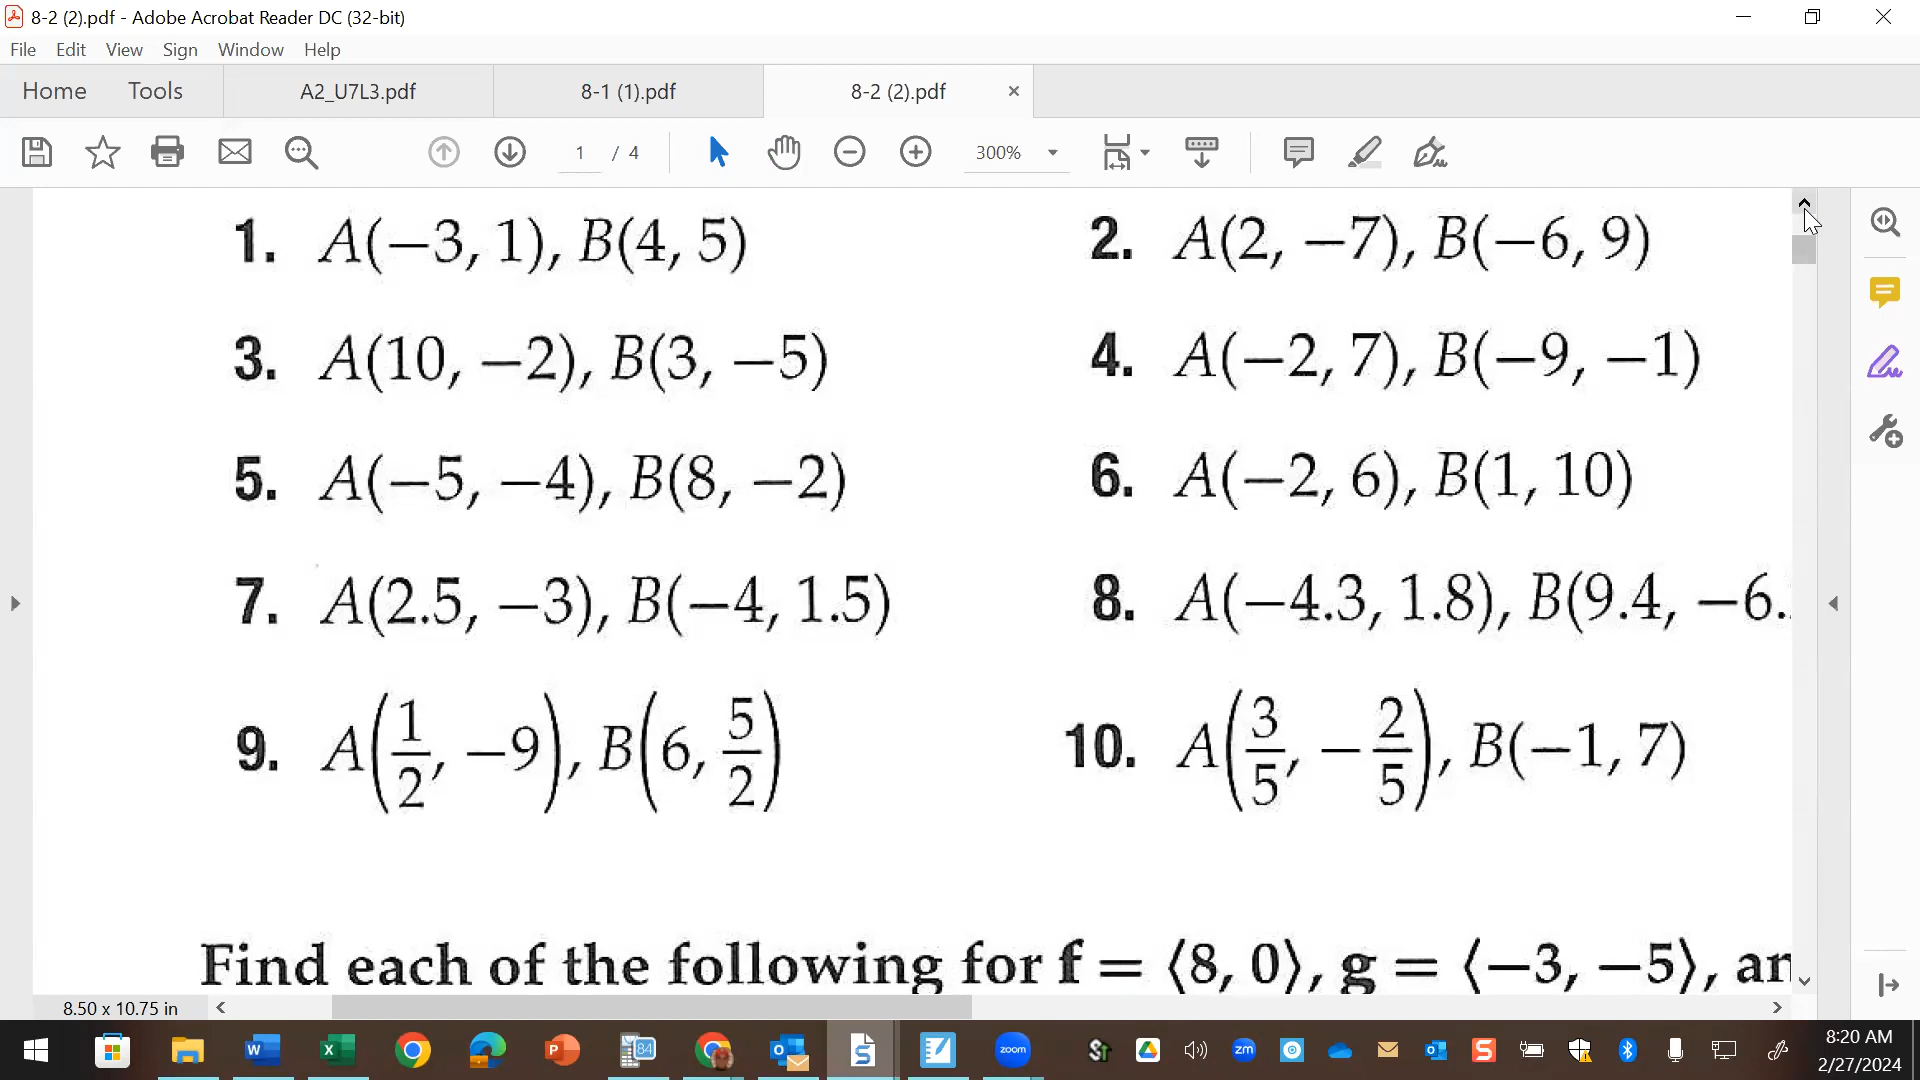 8-2 (2).pdf - Adobe Acrobat Reader DC (32-bit)
File Edit View Sign Window Help
Home Tools A2_U7L3.pdf 8-1 (1).pdf 8-2 (2).pdf ×
1 / 4 300%
1. A(−3, 1), B(4, 5) 2. A(2, −7), B(−6, 9)
3. A(10, −2), B(3, −5) 4. A(−2, 7), B(−9, −1)
5. A(−5, −4), B(8, −2) 6. A(−2, 6), B(1, 10)
7. A(2.5, −3), B(−4, 1.5) 8. A(−4.3, 1.8), B(9.4, −6.
9. A(1/2, −9), B(6, 5/2) 10. A(3/5, −2/5), B(−1, 7)
Find each of the following for f = ⟨8, 0⟩, g = ⟨−3, −5⟩, an
8.50 x 10.75 in
84 zoom zm 8:20 AM
2/27/2024